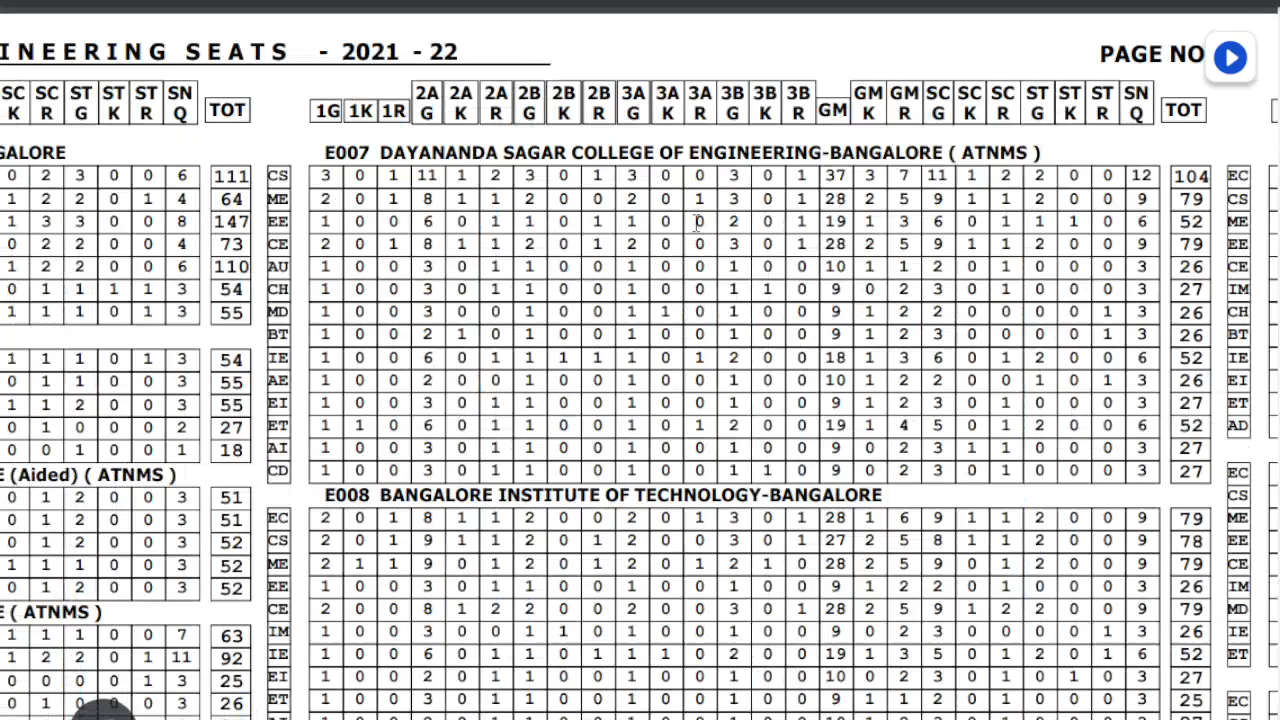 INEERING SEATS - 2021 - 22 PAGE NO
SC K SC R ST G ST K ST R SN Q TOT 1G 1K 1R 2A G 2A K 2A R 2B G 2B K 2B R 3A G 3A K 3A R 3B G 3B K 3B R GM GM K GM R SC G SC K SC R ST G ST K ST R SN Q TOT
GALORE E007 DAYANANDA SAGAR COLLEGE OF ENGINEERING-BANGALORE ( ATNMS )
0 2 3 0 0 6 111 CS 3 0 1 11 1 2 3 0 1 3 0 0 3 0 1 37 3 7 11 1 2 2 0 0 12 104 EC
1 2 2 0 1 4 64 ME 2 0 1 8 1 1 2 0 0 2 0 1 3 0 1 28 2 5 9 1 1 2 0 0 9 79 CS
1 3 3 0 0 8 147 EE 1 0 0 6 0 1 1 0 1 1 0 0 2 0 1 19 1 3 6 0 1 1 1 0 6 52 ME
0 2 2 0 0 4 73 CE 2 0 1 8 1 1 2 0 1 2 0 0 3 0 1 28 2 5 9 1 1 2 0 0 9 79 EE
1 2 2 0 0 6 110 AU 1 0 0 3 0 1 1 0 0 1 0 0 1 0 0 10 1 1 2 0 1 0 0 0 3 26 CE
0 1 1 1 1 3 54 CH 1 0 0 3 0 1 1 0 0 1 0 0 1 1 0 9 0 2 3 0 1 0 0 0 3 27 IM
1 1 1 0 1 3 55 MD 1 0 0 3 0 0 1 0 0 1 1 0 1 0 0 9 1 2 2 0 0 0 0 1 3 26 CH
BT 1 0 0 2 1 0 1 0 0 1 0 0 1 0 0 9 1 2 3 0 0 0 0 1 3 26 BT
1 1 1 0 1 3 54 IE 1 0 0 6 0 1 1 1 1 1 0 1 2 0 0 18 1 3 6 0 1 2 0 0 6 52 IE
0 1 1 0 0 3 55 AE 1 0 0 2 0 0 1 0 0 1 0 0 1 0 0 10 1 2 2 0 0 1 0 1 3 26 EI
1 1 2 0 0 3 55 EI 1 0 0 3 0 1 1 0 0 1 0 0 1 0 0 9 1 2 3 0 1 0 0 0 3 27 ET
0 1 0 0 0 2 27 ET 1 1 0 6 0 1 1 0 1 1 0 1 2 0 0 19 1 4 5 0 1 2 0 0 6 52 AD
0 0 1 0 0 1 18 AI 1 0 0 3 0 1 1 0 0 1 0 0 1 0 0 9 0 2 3 1 1 0 0 0 3 27
E (Aided) ( ATNMS ) CD 1 0 0 3 0 1 1 0 0 1 0 0 1 1 0 9 0 2 3 0 1 0 0 0 3 27 EC
0 1 2 0 0 3 51 E008 BANGALORE INSTITUTE OF TECHNOLOGY-BANGALORE CS
0 1 2 0 0 3 51 EC 2 0 1 8 1 1 2 0 0 2 0 1 3 0 1 28 1 6 9 1 1 2 0 0 9 79 ME
0 1 2 0 0 3 52 CS 2 0 1 9 1 1 2 0 1 2 0 0 3 0 1 27 2 5 8 1 1 2 0 0 9 78 EE
1 1 1 0 0 3 52 ME 2 1 1 9 0 1 2 0 1 2 0 1 2 1 0 28 2 5 9 0 1 2 0 0 9 79 CE
0 1 2 0 0 3 52 EE 1 0 0 3 0 1 1 0 0 1 0 0 1 0 0 9 1 2 2 0 1 0 0 0 3 26 IM
E ( ATNMS ) CE 2 0 0 8 1 2 2 0 0 2 0 0 3 0 1 28 2 5 9 1 2 2 0 0 9 79 MD
1 1 1 0 0 7 63 IM 1 0 0 3 0 0 1 1 0 1 0 0 1 0 0 9 0 2 3 0 0 0 0 1 3 26 IE
1 2 2 0 1 11 92 IE 1 0 0 6 0 1 1 0 1 1 1 0 2 0 0 19 1 3 5 0 1 2 0 1 6 52 ET
0 0 0 0 1 3 25 EI 1 0 0 2 0 1 1 0 0 1 0 0 1 0 0 10 0 2 3 0 1 0 1 0 3 27
0 1 0 0 3 26 ET 1 0 0 3 0 1 1 0 0 1 0 0 1 0 0 9 1 1 2 0 1 0 0 0 3 25 EC